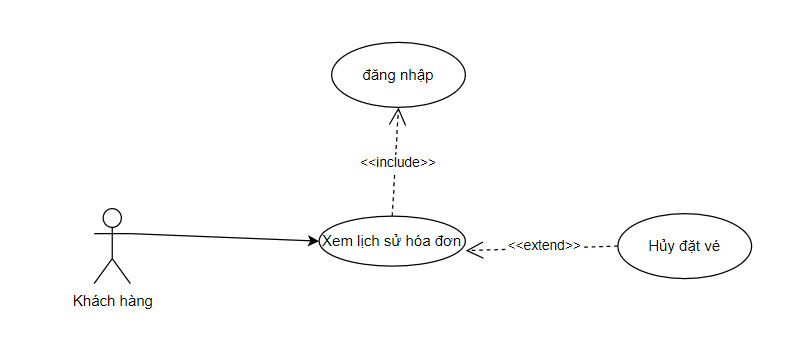 đăng nhập
<<include>>
Xem lịch sử hóa đơn
<<extend>>
Hủy đặt vé
Khách hàng